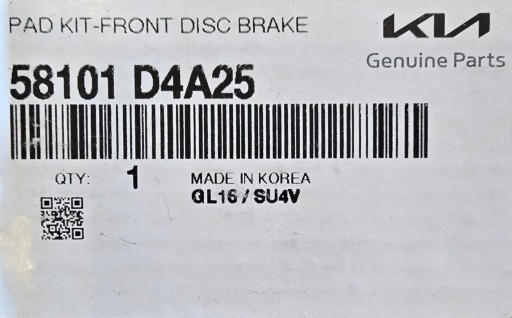 PAD KIT-FRONT DISC BRAKE
KIA
Genuine Parts
58101 D4A25
QTY: 1
MADE IN KOREA
GL16 / SU4V